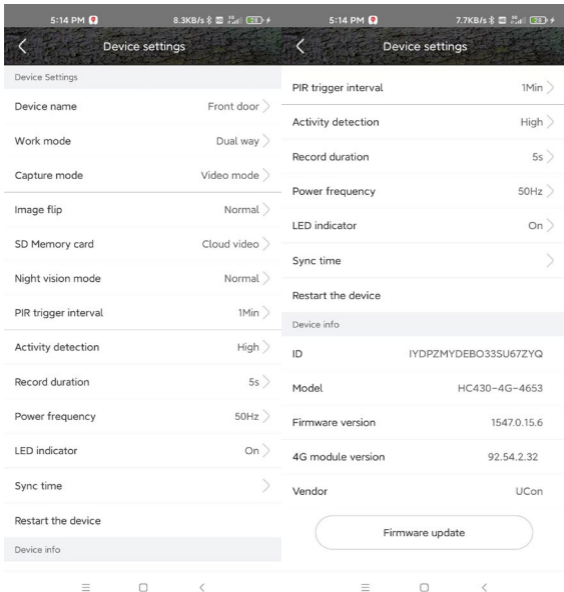 5:14 PM 8.3KB/s
Device settings
Device Settings
Device name Front door
Work mode Dual way
Capture mode Video mode
Image flip Normal
SD Memory card Cloud video
Night vision mode Normal
PIR trigger interval 1Min
Activity detection High
Record duration 5s
Power frequency 50Hz
LED indicator On
Sync time
Restart the device
Device info
5:14 PM 7.7KB/s
Device settings
PIR trigger interval 1Min
Activity detection High
Record duration 5s
Power frequency 50Hz
LED indicator On
Sync time
Restart the device
Device info
ID IYDPZMYDEBO33SU67ZYQ
Model HC430-4G-4653
Firmware version 1547.0.15.6
4G module version 92.54.2.32
Vendor UCon
Firmware update